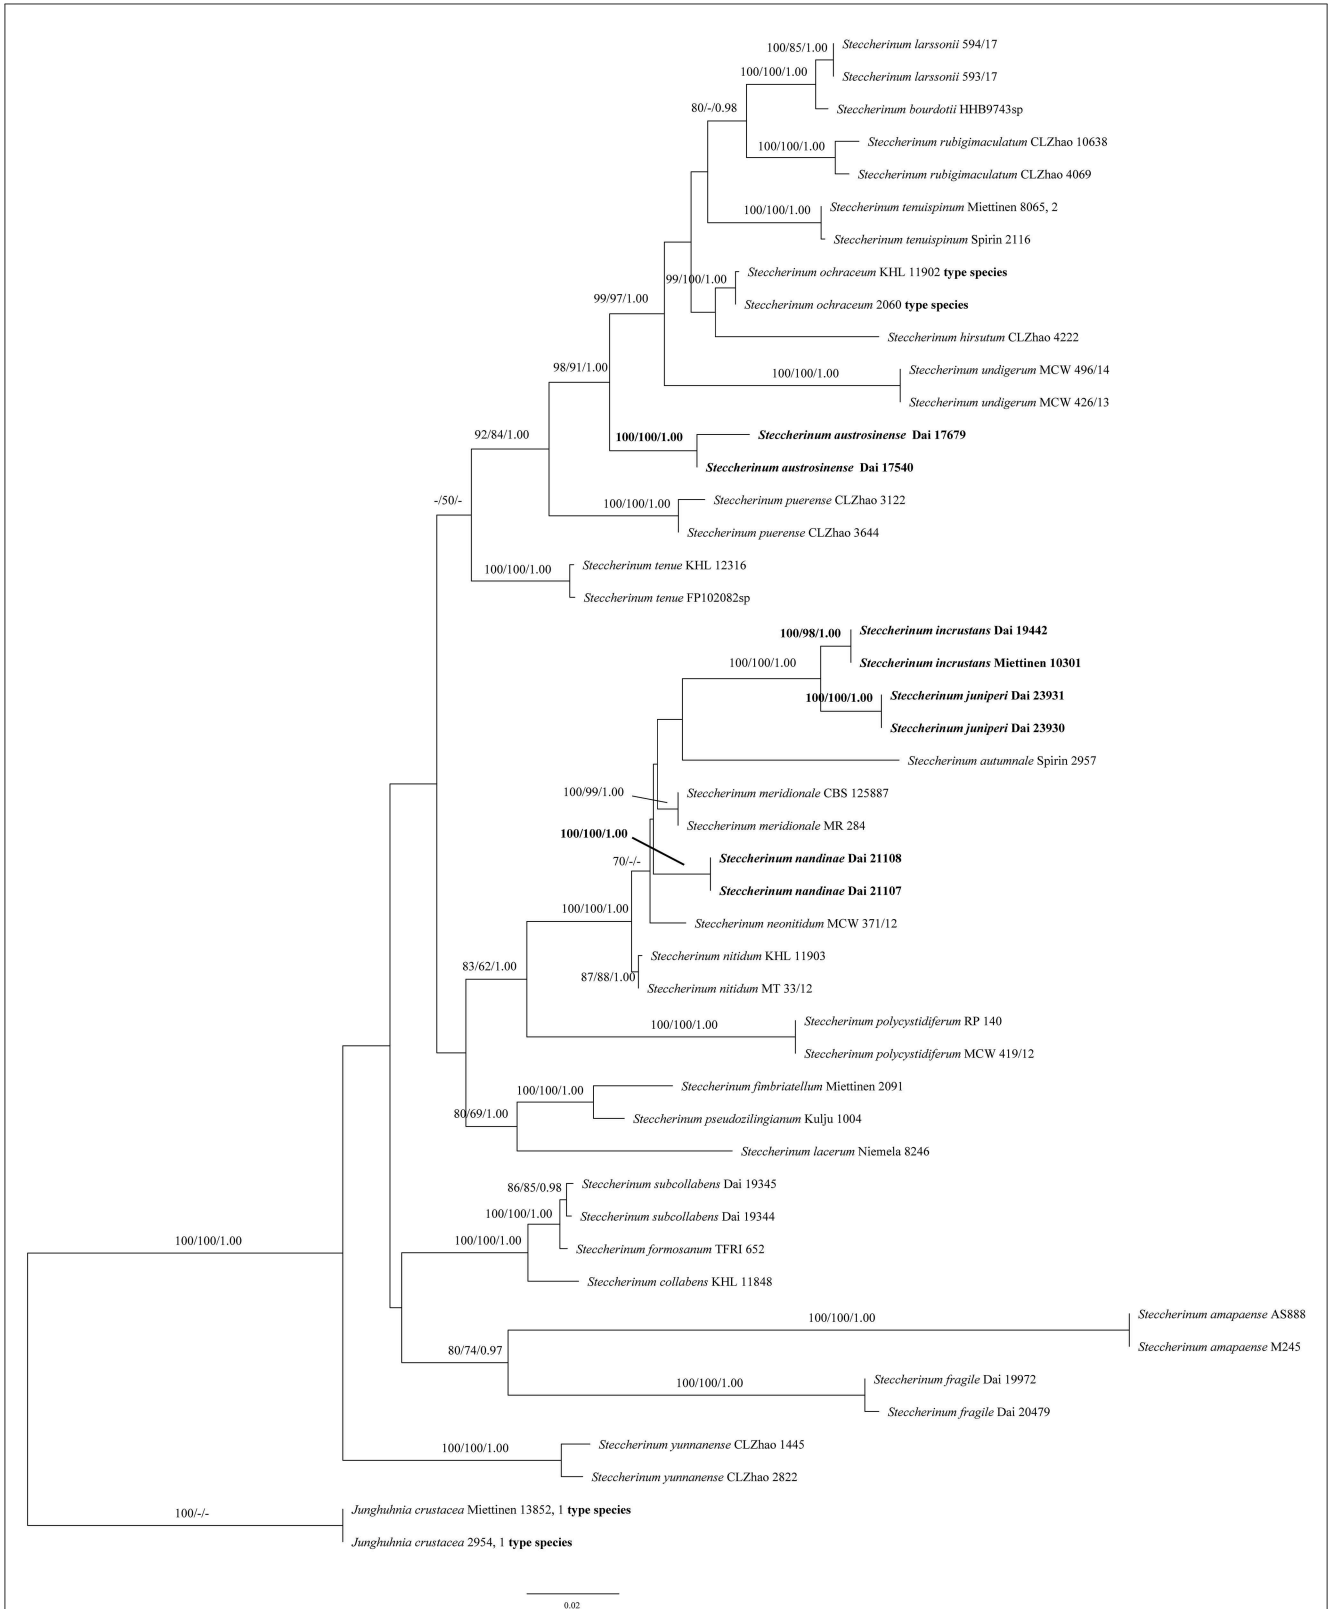 100/85/1.00
Steccherinum larssonii 594/17
100/100/1.00
Steccherinum larssonii 593/17
80/-/0.98
Steccherinum bourdotii HHB9743sp
100/100/1.00
Steccherinum rubigimaculatum CLZhao 10638
Steccherinum rubigimaculatum CLZhao 4069
100/100/1.00
Steccherinum tenuispinum Miettinen 8065, 2
Steccherinum tenuispinum Spirin 2116
99/100/1.00
Steccherinum ochraceum KHL 11902 type species
99/97/1.00
Steccherinum ochraceum 2060 type species
Steccherinum hirsutum CLZhao 4222
98/91/1.00
100/100/1.00
Steccherinum undigerum MCW 496/14
Steccherinum undigerum MCW 426/13
92/84/1.00
100/100/1.00
Steccherinum austrosinense Dai 17679
Steccherinum austrosinense Dai 17540
-/50/-
100/100/1.00
Steccherinum puerense CLZhao 3122
Steccherinum puerense CLZhao 3644
100/100/1.00
Steccherinum tenue KHL 12316
Steccherinum tenue FP102082sp
100/98/1.00
Steccherinum incrustans Dai 19442
100/100/1.00
Steccherinum incrustans Miettinen 10301
100/100/1.00
Steccherinum juniperi Dai 23931
Steccherinum juniperi Dai 23930
Steccherinum autumnale Spirin 2957
100/99/1.00
Steccherinum meridionale CBS 125887
Steccherinum meridionale MR 284
100/100/1.00
70/-/-
Steccherinum nandinae Dai 21108
Steccherinum nandinae Dai 21107
100/100/1.00
Steccherinum neonitidum MCW 371/12
83/62/1.00
87/88/1.00
Steccherinum nitidum KHL 11903
Steccherinum nitidum MT 33/12
100/100/1.00
Steccherinum polycystidiferum RP 140
Steccherinum polycystidiferum MCW 419/12
100/100/1.00
Steccherinum fimbriatellum Miettinen 2091
80/69/1.00
Steccherinum pseudozilingianum Kulju 1004
Steccherinum lacerum Niemela 8246
86/85/0.98
Steccherinum subcollabens Dai 19345
100/100/1.00
Steccherinum subcollabens Dai 19344
100/100/1.00
100/100/1.00
Steccherinum formosanum TFRI 652
Steccherinum collabens KHL 11848
100/100/1.00
Steccherinum amapaense AS888
80/74/0.97
Steccherinum amapaense M245
100/100/1.00
Steccherinum fragile Dai 19972
Steccherinum fragile Dai 20479
100/100/1.00
Steccherinum yunnanense CLZhao 1445
Steccherinum yunnanense CLZhao 2822
100/-/-
Junghuhnia crustacea Miettinen 13852, 1 type species
Junghuhnia crustacea 2954, 1 type species
0.02